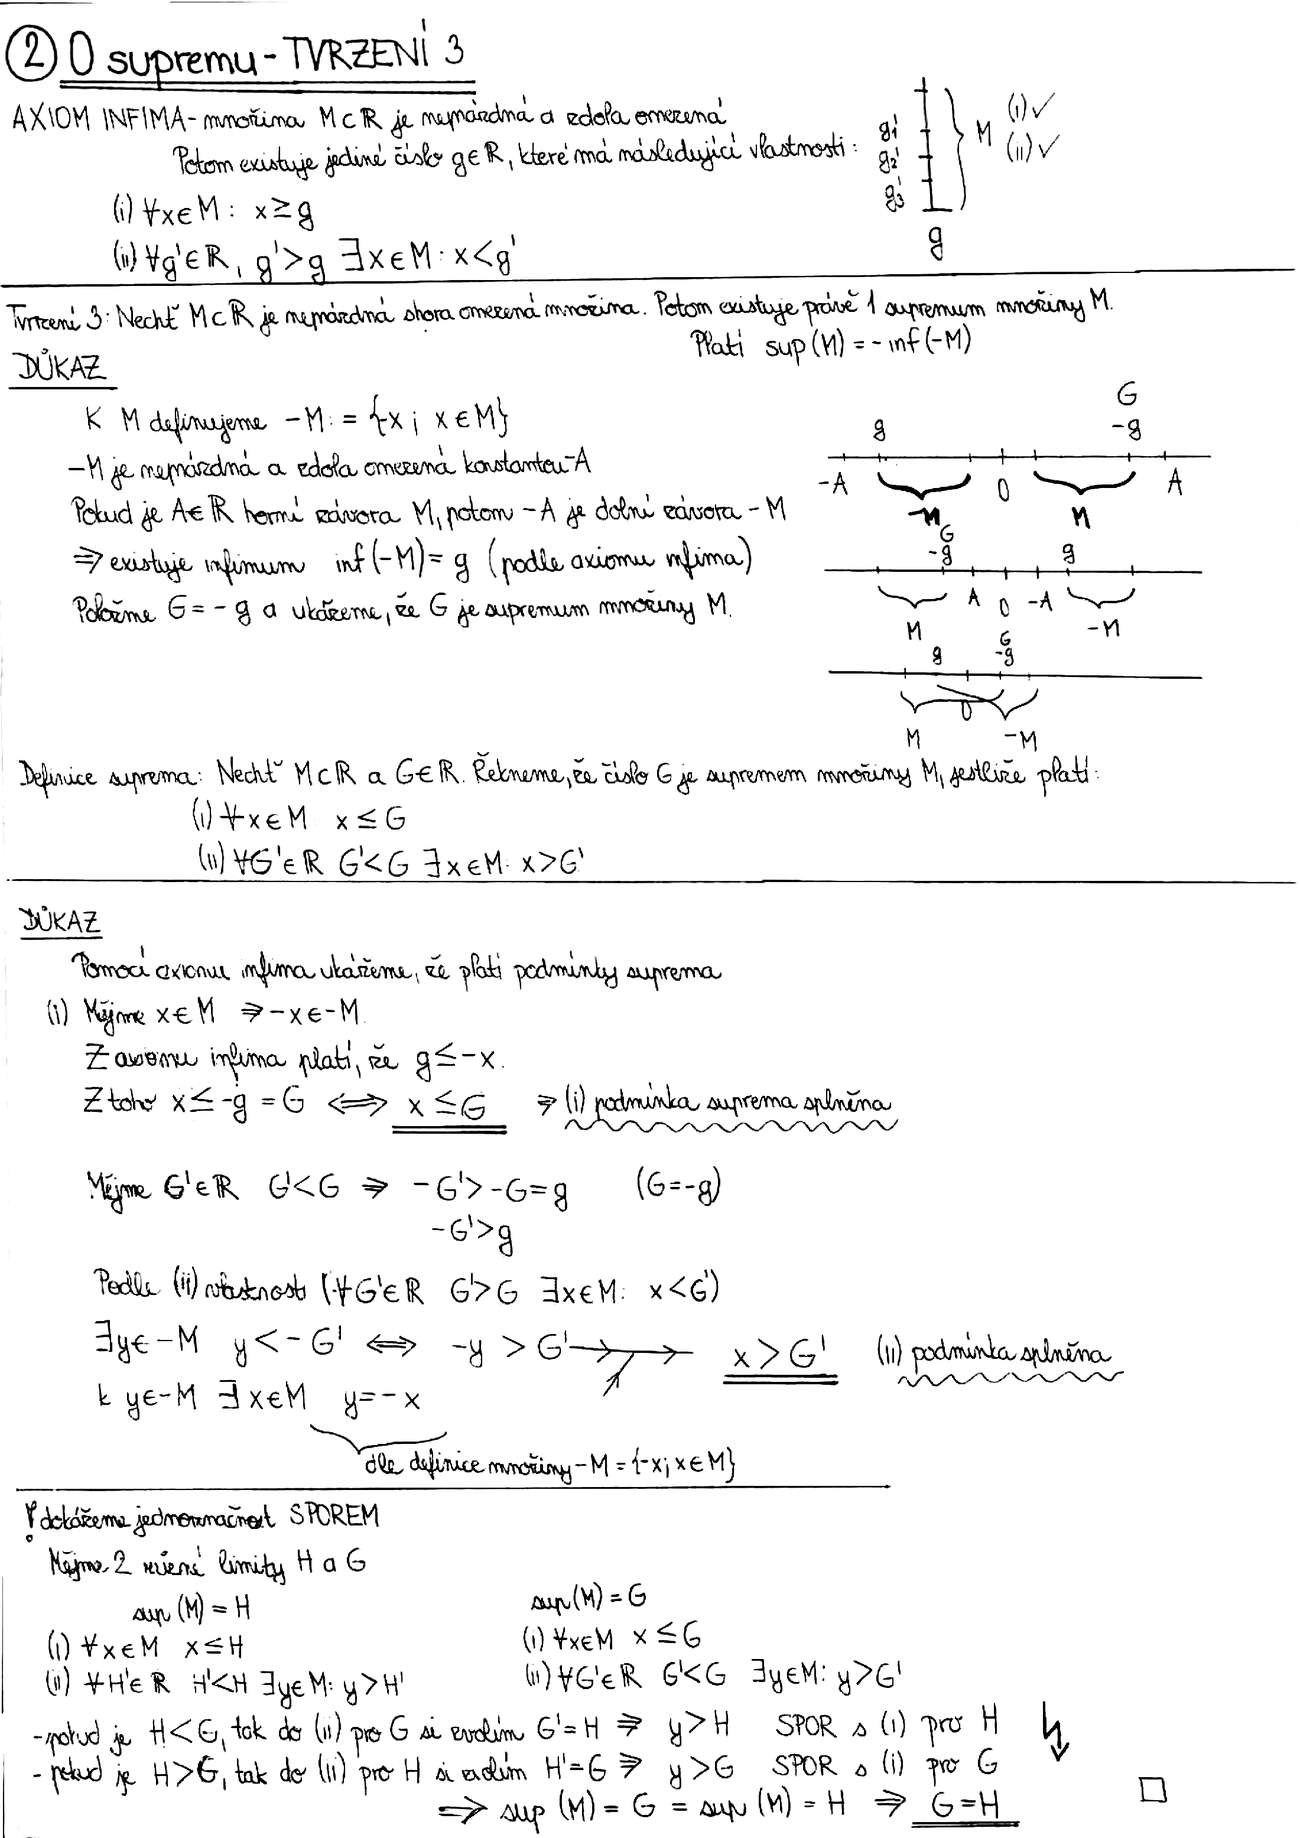 ② O supremu - TVRZENÍ 3
AXIOM INFIMA - množina M⊂ℝ je neprázdná a zdola omezená
Potom existuje jediné číslo g∈ℝ, které má následující vlastnosti:
(i) ∀x∈M: x≥g
(ii) ∀g'∈ℝ, g'>g ∃x∈M: x<g'
g1'
g2'
g3'
g
M
(i) ✓
(ii) ✓
Tvrzení 3: Nechť M⊂ℝ je neprázdná shora omezená množina. Potom existuje právě 1 supremum množiny M.
Platí sup(M) = -inf(-M)
DŮKAZ
K M definujeme -M := {-x; x∈M}
-M je neprázdná a zdola omezená konstantou -A
Pokud je A∈ℝ horní závora M, potom -A je dolní závora -M
⇒ existuje infimum inf(-M) = g (podle axiomu infima)
Položme G = -g a ukážeme, že G je supremum množiny M.
G
g -g
-A 0 A
-M M
G
-g g
A 0 -A
M -M
G
g -g
0
M -M
Definice suprema: Nechť M⊂ℝ a G∈ℝ. Řekneme, že číslo G je supremem množiny M, jestliže platí:
(i) ∀x∈M x ≤ G
(ii) ∀G'∈ℝ G'<G ∃x∈M: x>G'
DŮKAZ
Pomocí axiomu infima ukážeme, že platí podmínky suprema
(i) Mějme x∈M ⇒ -x∈-M.
Z axiomu infima platí, že g≤-x.
Z toho x≤-g = G ⟺ x ≤ G ⇒ (i) podmínka suprema splněna
Mějme G'∈ℝ G'<G ⇒ -G'>-G=g (G=-g)
-G'>g
Podle (ii) vlastnosti (∀G'∈ℝ G'>G ∃x∈M: x<G')
∃y∈-M y<-G' ⟺ -y > G' → x>G' (ii) podmínka splněna
k y∈-M ∃x∈M y=-x
dle definice množiny -M = {-x; x∈M}
! dokážeme jednoznačnost SPOREM
Mějme 2 různé limity H a G
sup(M) = H sup(M) = G
(i) ∀x∈M x≤H (i) ∀x∈M x ≤ G
(ii) ∀H'∈ℝ H'<H ∃y∈M: y>H' (ii) ∀G'∈ℝ G'<G ∃y∈M: y>G'
- pokud je H<G, tak do (ii) pro G si zvolím G'=H ⇒ y>H SPOR s (i) pro H
- pokud je H>G, tak do (ii) pro H si zvolím H'=G ⇒ y>G SPOR s (i) pro G
⇒ sup(M) = G = sup(M) = H ⇒ G=H □